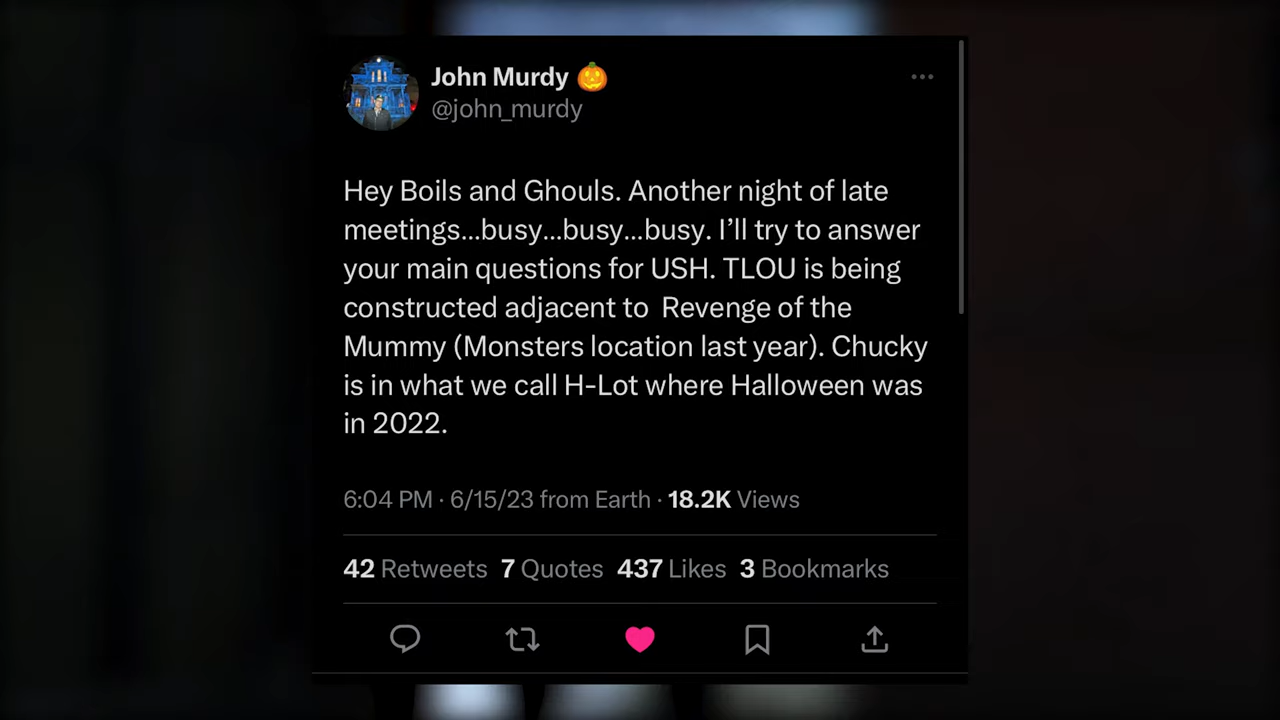 John Murdy 🎃
@john_murdy
Hey Boils and Ghouls. Another night of late
meetings...busy...busy...busy. I’ll try to answer
your main questions for USH. TLOU is being
constructed adjacent to  Revenge of the
Mummy (Monsters location last year). Chucky
is in what we call H-Lot where Halloween was
in 2022.
6:04 PM · 6/15/23 from Earth · 18.2K Views
42 Retweets 7 Quotes 437 Likes 3 Bookmarks